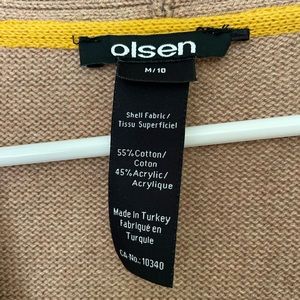 olsen
M/10
Shell Fabric/
Tissu Superficiel
55% Cotton/
Coton
45% Acrylic/
Acrylique
Made in Turkey
Fabriqué en
Turquie
CA-No.: 10340